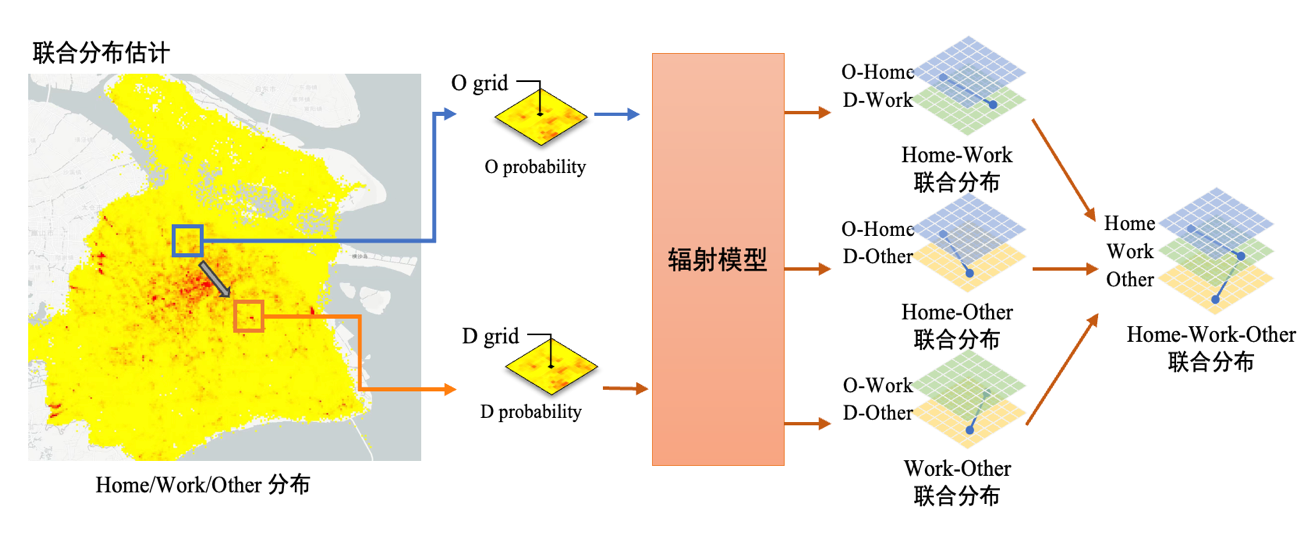 联合分布估计
Home/Work/Other 分布
O grid
O probability
D grid
D probability
辐射模型
O-Home
D-Work
Home-Work
联合分布
O-Home
D-Other
Home-Other
联合分布
O-Work
D-Other
Work-Other
联合分布
Home
Work
Other
Home-Work-Other
联合分布